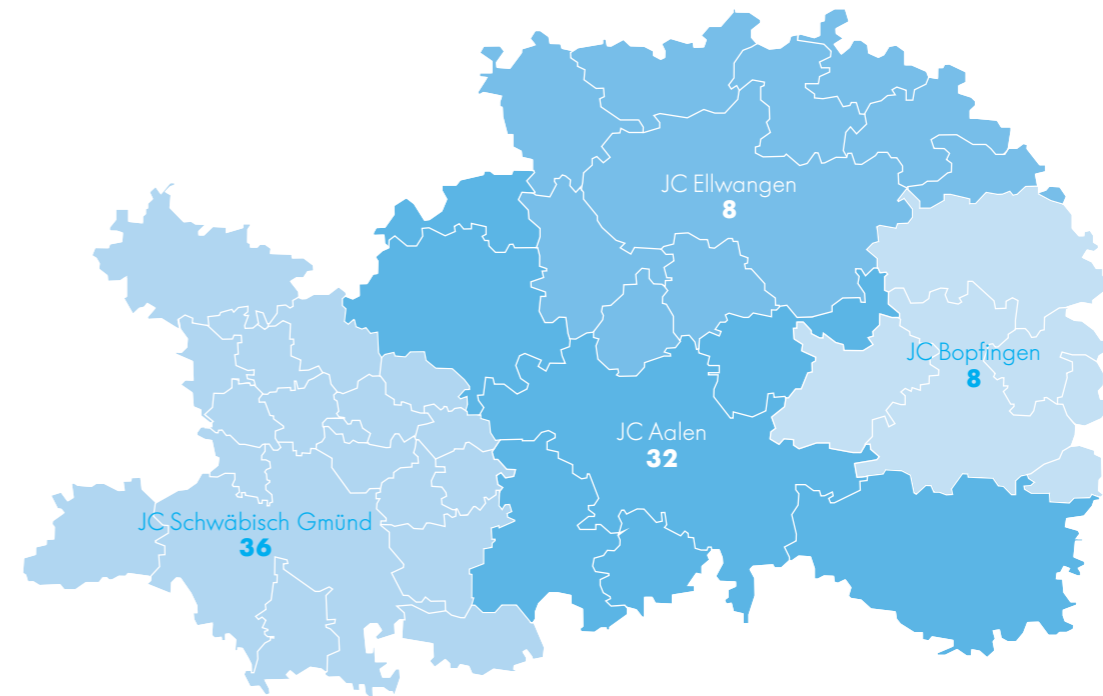 JC Ellwangen
8
JC Bopfingen
8
JC Aalen
32
JC Schwäbisch Gmünd
36